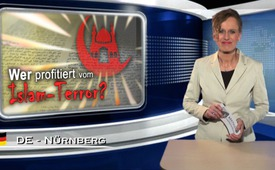 Wer profitiert vom
Islam-Terror?
DE - NÜRNBERG